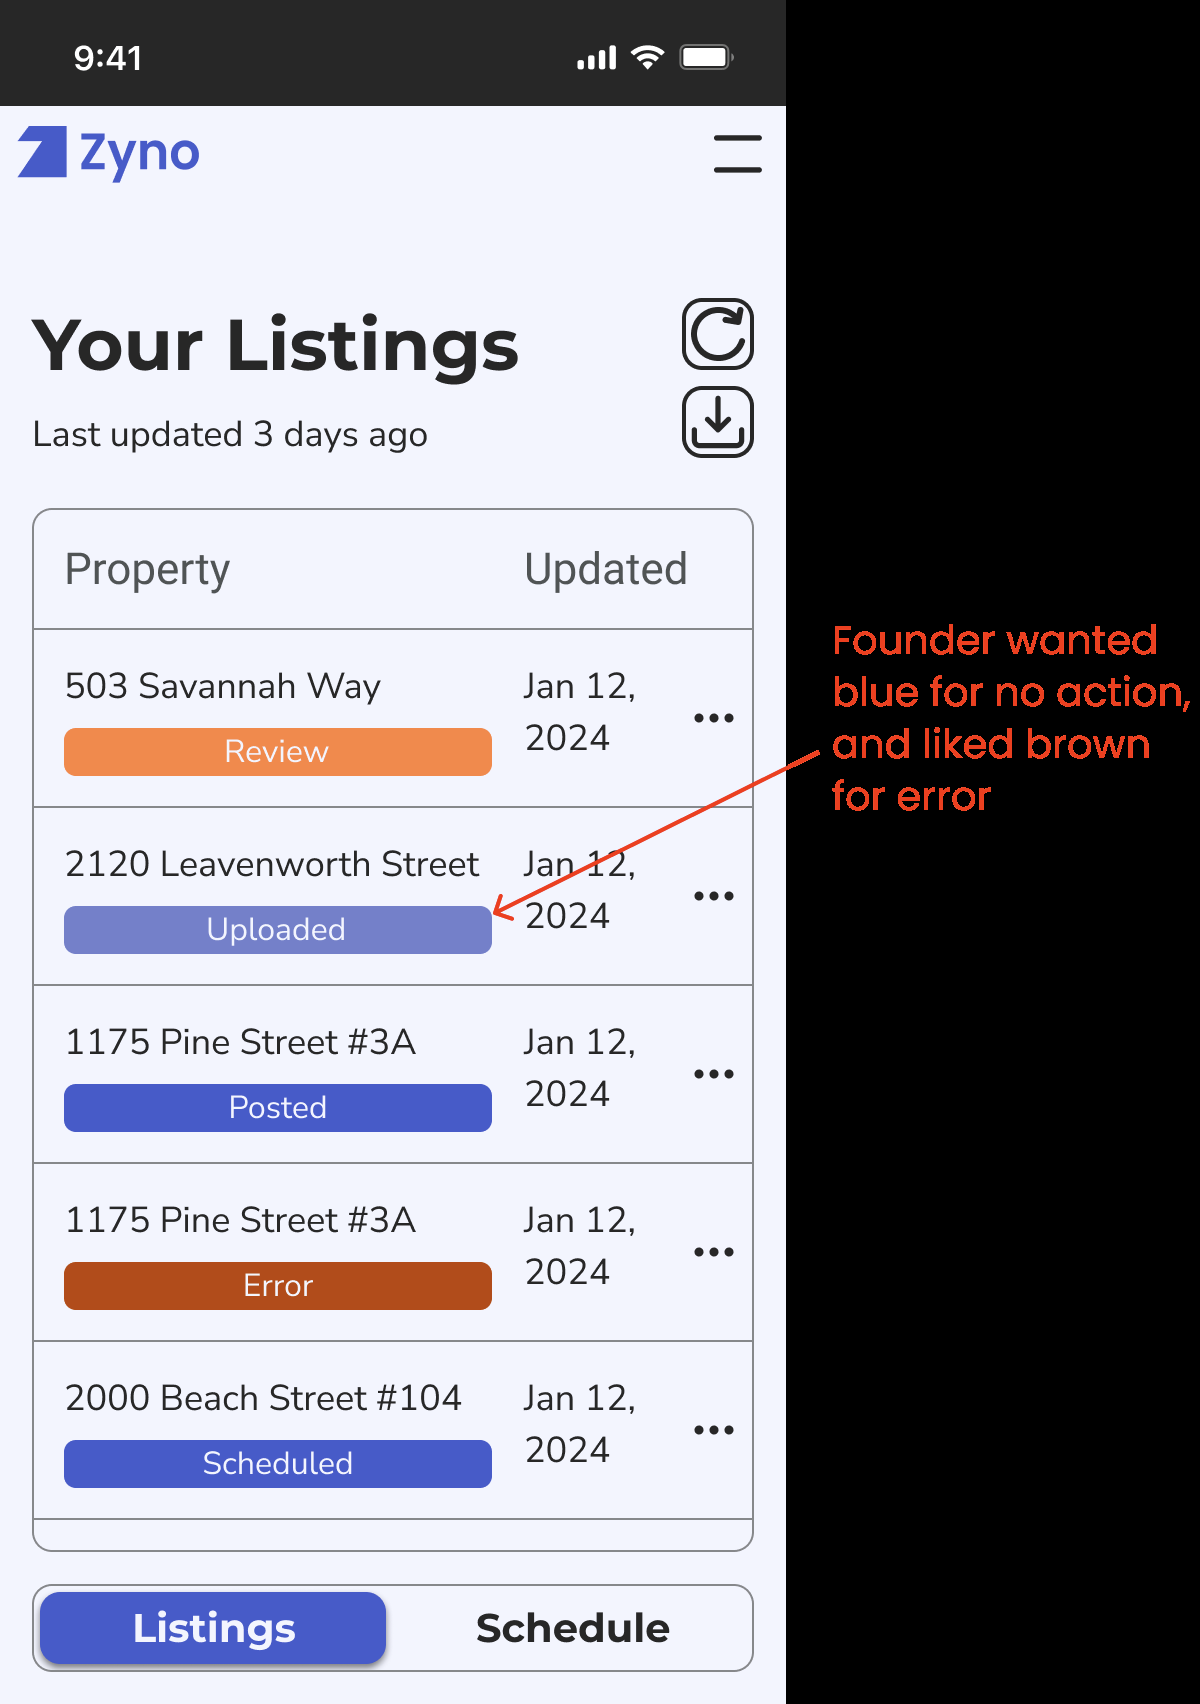 9:41
Zyno
Your Listings
Last updated 3 days ago
Property Updated
503 Savannah Way
Jan 12,
2024
Review
2120 Leavenworth Street
Jan 12,
2024
Uploaded
1175 Pine Street #3A
Jan 12,
2024
Posted
1175 Pine Street #3A
Jan 12,
2024
Error
2000 Beach Street #104
Jan 12,
2024
Scheduled
Listings Schedule
Founder wanted
blue for no action,
and liked brown
for error